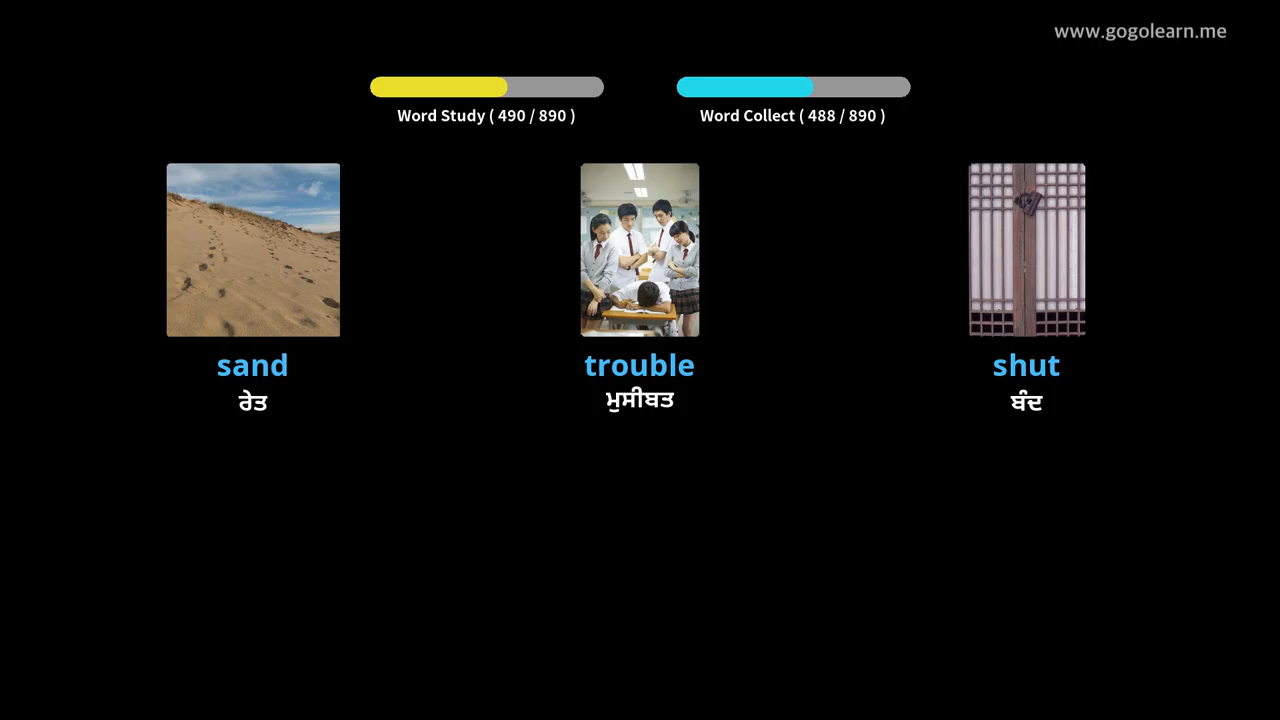 www.gogolearn.me
Word Study ( 490 / 890 )
Word Collect ( 488 / 890 )
sand
trouble
shut
ਰੇਤ
ਮੁਸੀਬਤ
ਬੰਦ